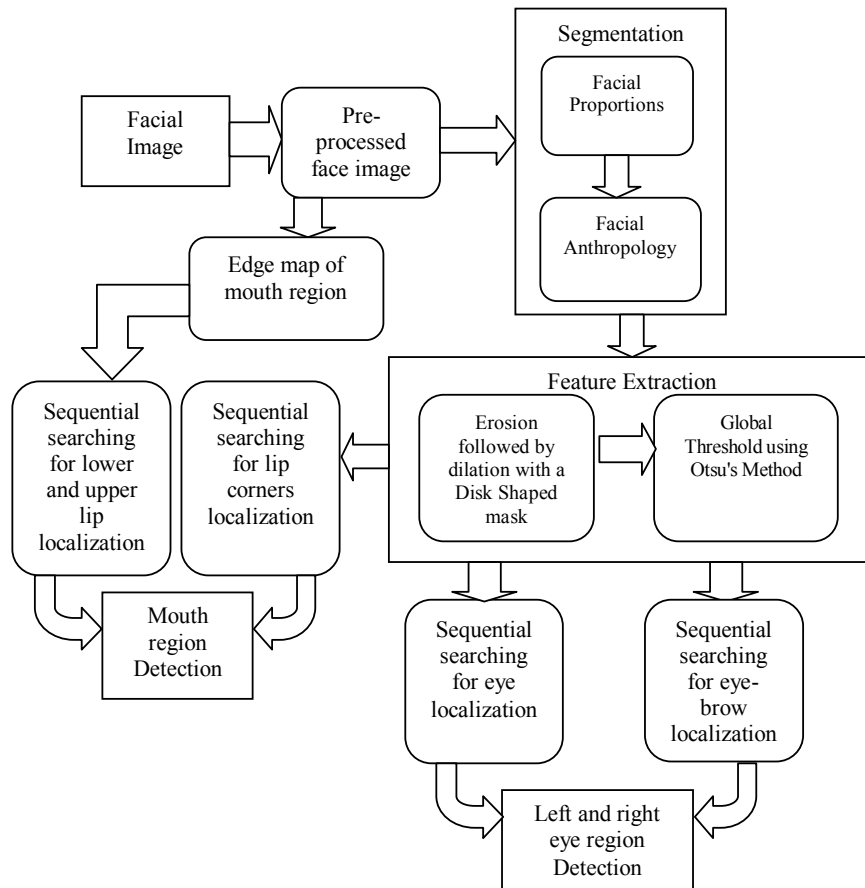 Segmentation
Facial
Proportions
Facial
Image
Pre-
processed
face image
Facial
Anthropology
Edge map of
mouth region
Feature Extraction
Sequential
searching
for lower
and upper
lip
localization
Sequential
searching
for lip
corners
localization
Erosion
followed by
dilation with a
Disk Shaped
mask
Global
Threshold using
Otsu's Method
Mouth
region
Detection
Sequential
searching
for eye
localization
Sequential
searching
for eye-
brow
localization
Left and right
eye region
Detection